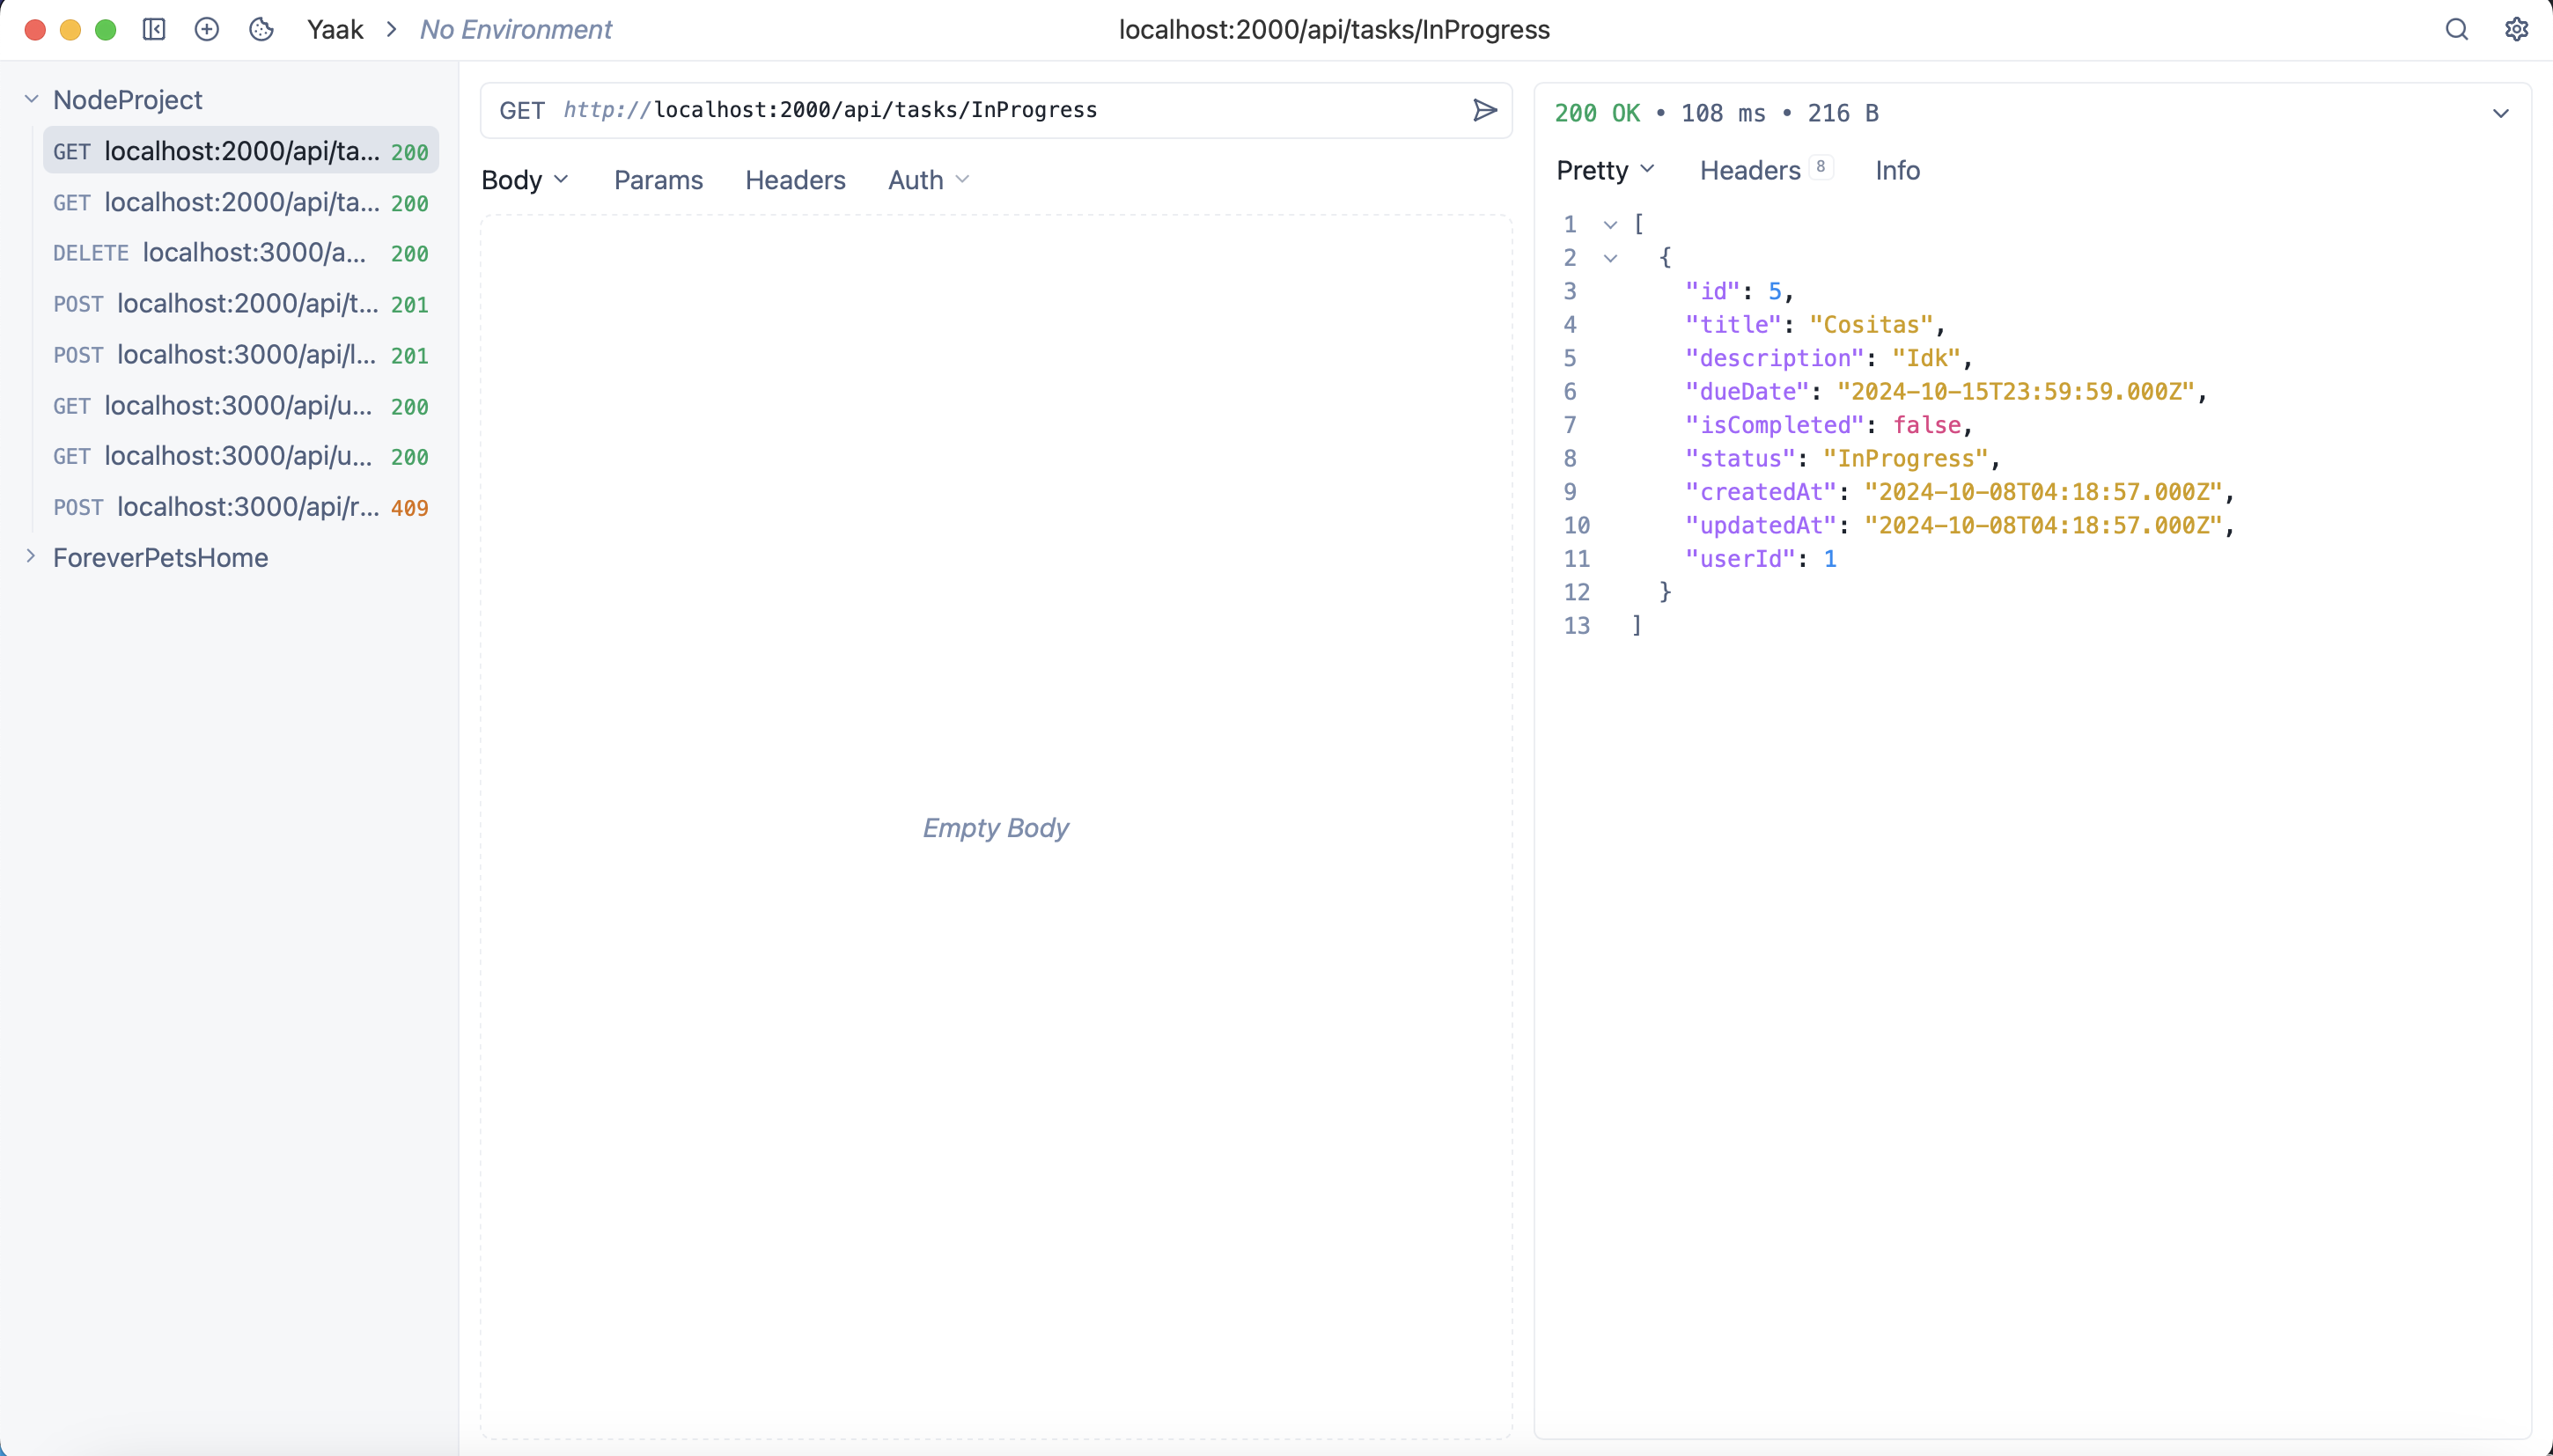 Yaak > No Environment
localhost:2000/api/tasks/InProgress
NodeProject
GET localhost:2000/api/ta... 200
GET localhost:2000/api/ta... 200
DELETE localhost:3000/a... 200
POST localhost:2000/api/t... 201
POST localhost:3000/api/l... 201
GET localhost:3000/api/u... 200
GET localhost:3000/api/u... 200
POST localhost:3000/api/r... 409
ForeverPetsHome
GET http://localhost:2000/api/tasks/InProgress
Body Params Headers Auth
Empty Body
200 OK • 108 ms • 216 B
Pretty Headers 8 Info
1 [
2 {
3 "id": 5,
4 "title": "Cositas",
5 "description": "Idk",
6 "dueDate": "2024-10-15T23:59:59.000Z",
7 "isCompleted": false,
8 "status": "InProgress",
9 "createdAt": "2024-10-08T04:18:57.000Z",
10 "updatedAt": "2024-10-08T04:18:57.000Z",
11 "userId": 1
12 }
13 ]